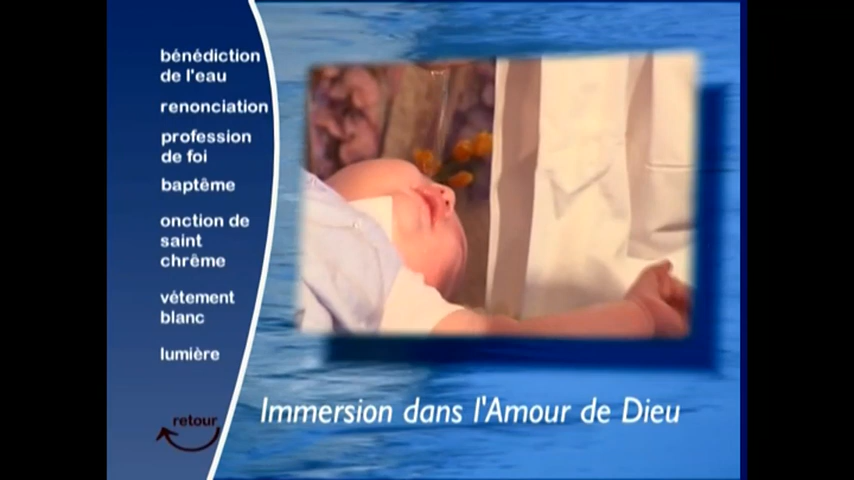 bénédiction
de l'eau
renonciation
profession
de foi
baptême
onction de
saint
chrême
vétement
blanc
lumière
retour
Immersion dans l'Amour de Dieu